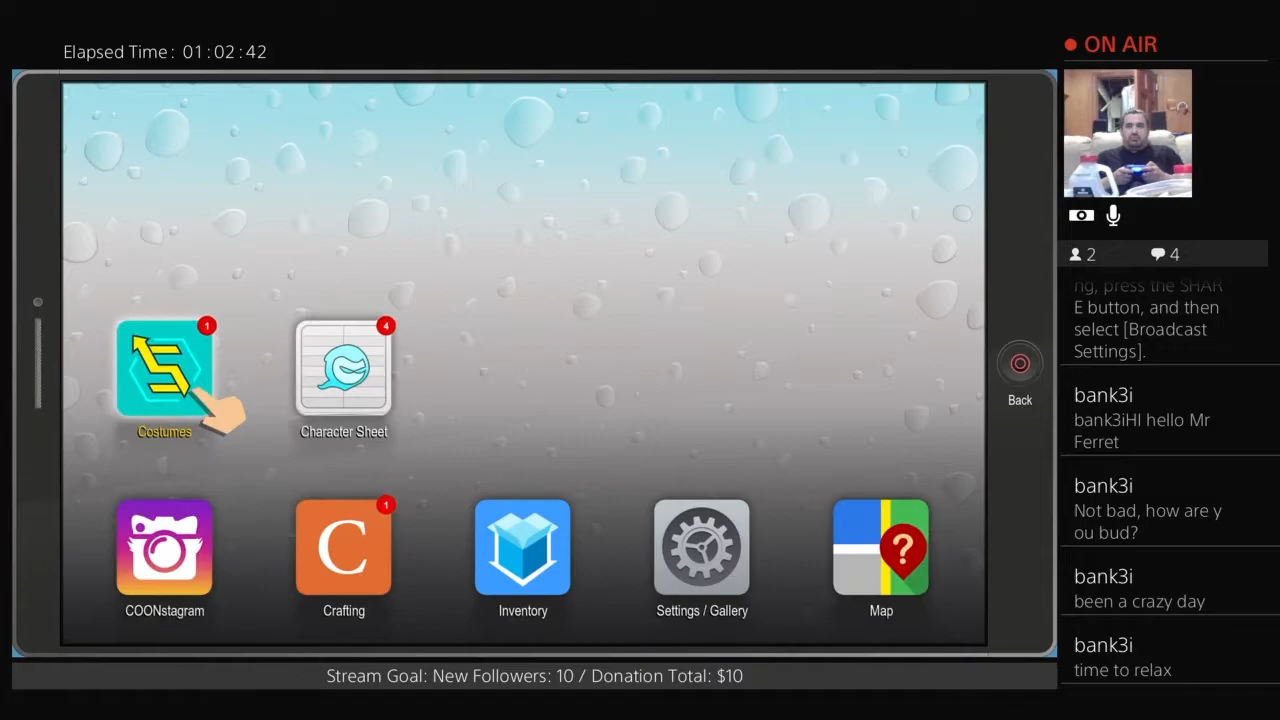 Elapsed Time: 01:02:42
ON AIR
2
4
ng, press the SHAR
E button, and then
select [Broadcast
Settings].
bank3i
bank3iHI hello Mr
Ferret
bank3i
Not bad, how are y
ou bud?
bank3i
been a crazy day
bank3i
time to relax
1
Costumes
4
Character Sheet
Back
COONstagram
C
1
Crafting
Inventory
Settings / Gallery
?
Map
Stream Goal: New Followers: 10 / Donation Total: $10